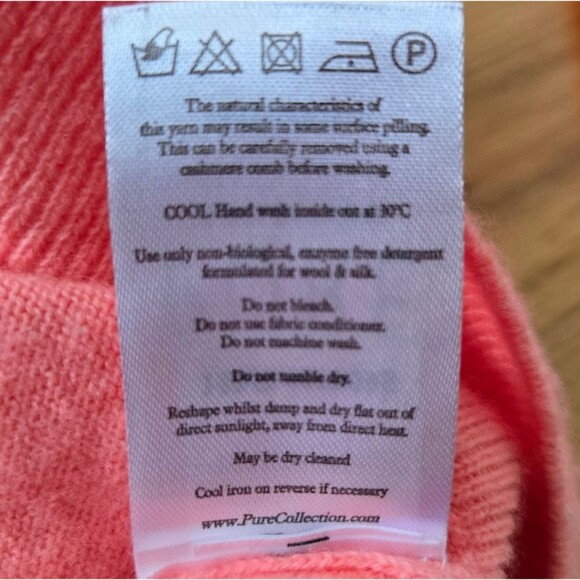 P
The natural characteristics of
this yarn may result in some surface pilling.
This can be carefully removed using a
cashmere comb before washing.
COOL Hand wash inside out at 30°C
Use only non-biological, enzyme free detergent
formulated for wool & silk.
Do not bleach.
Do not use fabric conditioner.
Do not machine wash.
Do not tumble dry.
Reshape whilst damp and dry flat out of
direct sunlight, away from direct heat.
May be dry cleaned
Cool iron on reverse if necessary
www.PureCollection.com